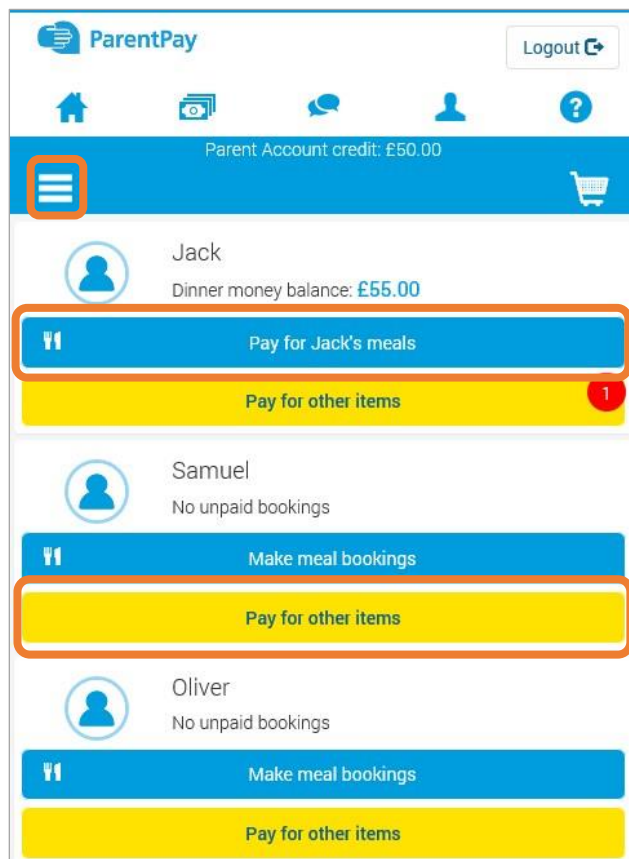 ParentPay
Logout
?
Parent Account credit: £50.00
Jack
Dinner money balance: £55.00
Pay for Jack's meals
Pay for other items
1
Samuel
No unpaid bookings
Make meal bookings
Pay for other items
Oliver
No unpaid bookings
Make meal bookings
Pay for other items